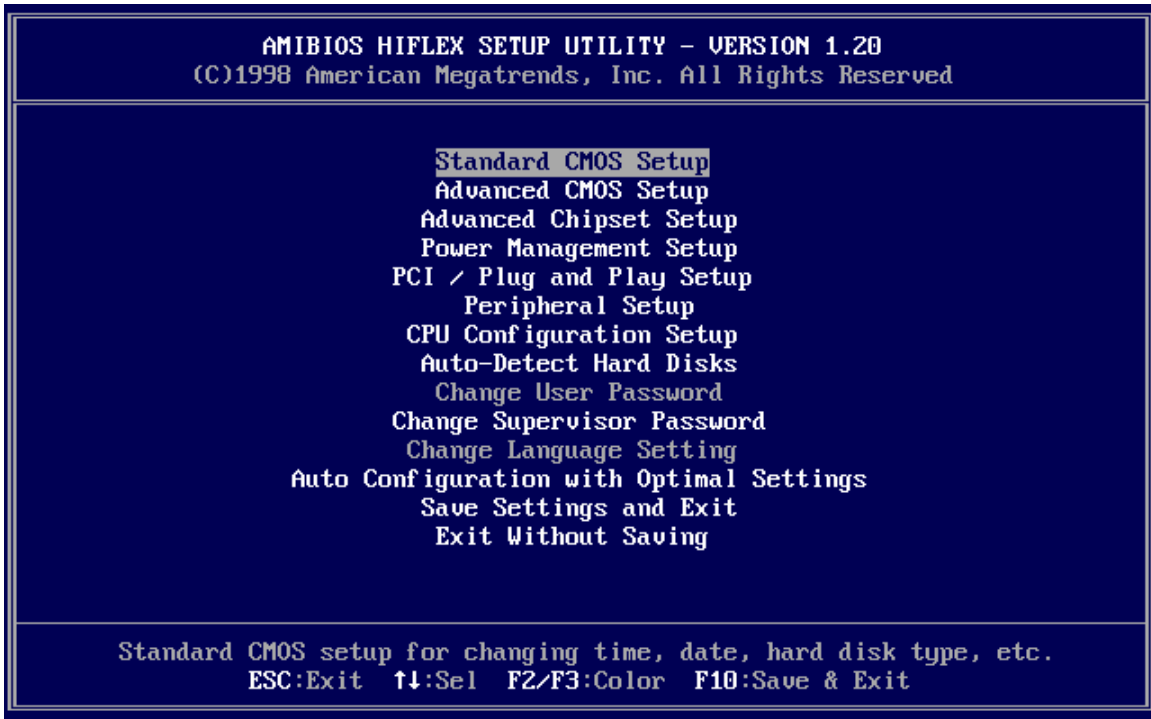 AMIBIOS HIFLEX SETUP UTILITY – VERSION 1.20
(C)1998 American Megatrends, Inc. All Rights Reserved
Standard CMOS Setup
Advanced CMOS Setup
Advanced Chipset Setup
Power Management Setup
PCI / Plug and Play Setup
Peripheral Setup
CPU Configuration Setup
Auto-Detect Hard Disks
Change User Password
Change Supervisor Password
Change Language Setting
Auto Configuration with Optimal Settings
Save Settings and Exit
Exit Without Saving
Standard CMOS setup for changing time, date, hard disk type, etc.
ESC:Exit ↑↓:Sel F2/F3:Color F10:Save & Exit